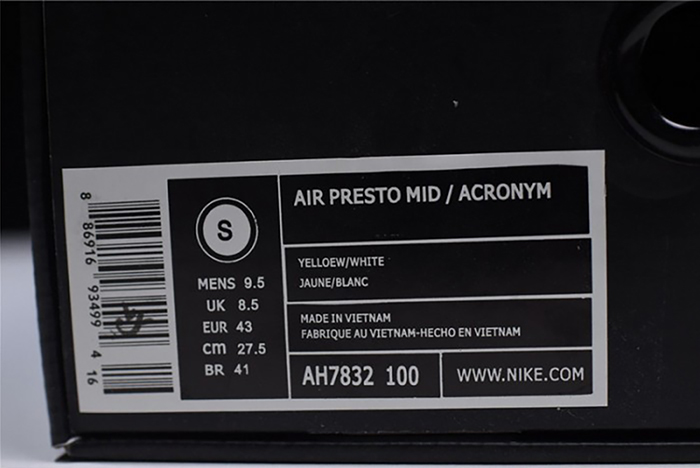 8 86916 93499 4 16
S
MENS 9.5
UK 8.5
EUR 43
cm 27.5
BR 41
AIR PRESTO MID / ACRONYM
YELLOEW/WHITE
JAUNE/BLANC
MADE IN VIETNAM
FABRIQUE AU VIETNAM-HECHO EN VIETNAM
AH7832 100
WWW.NIKE.COM